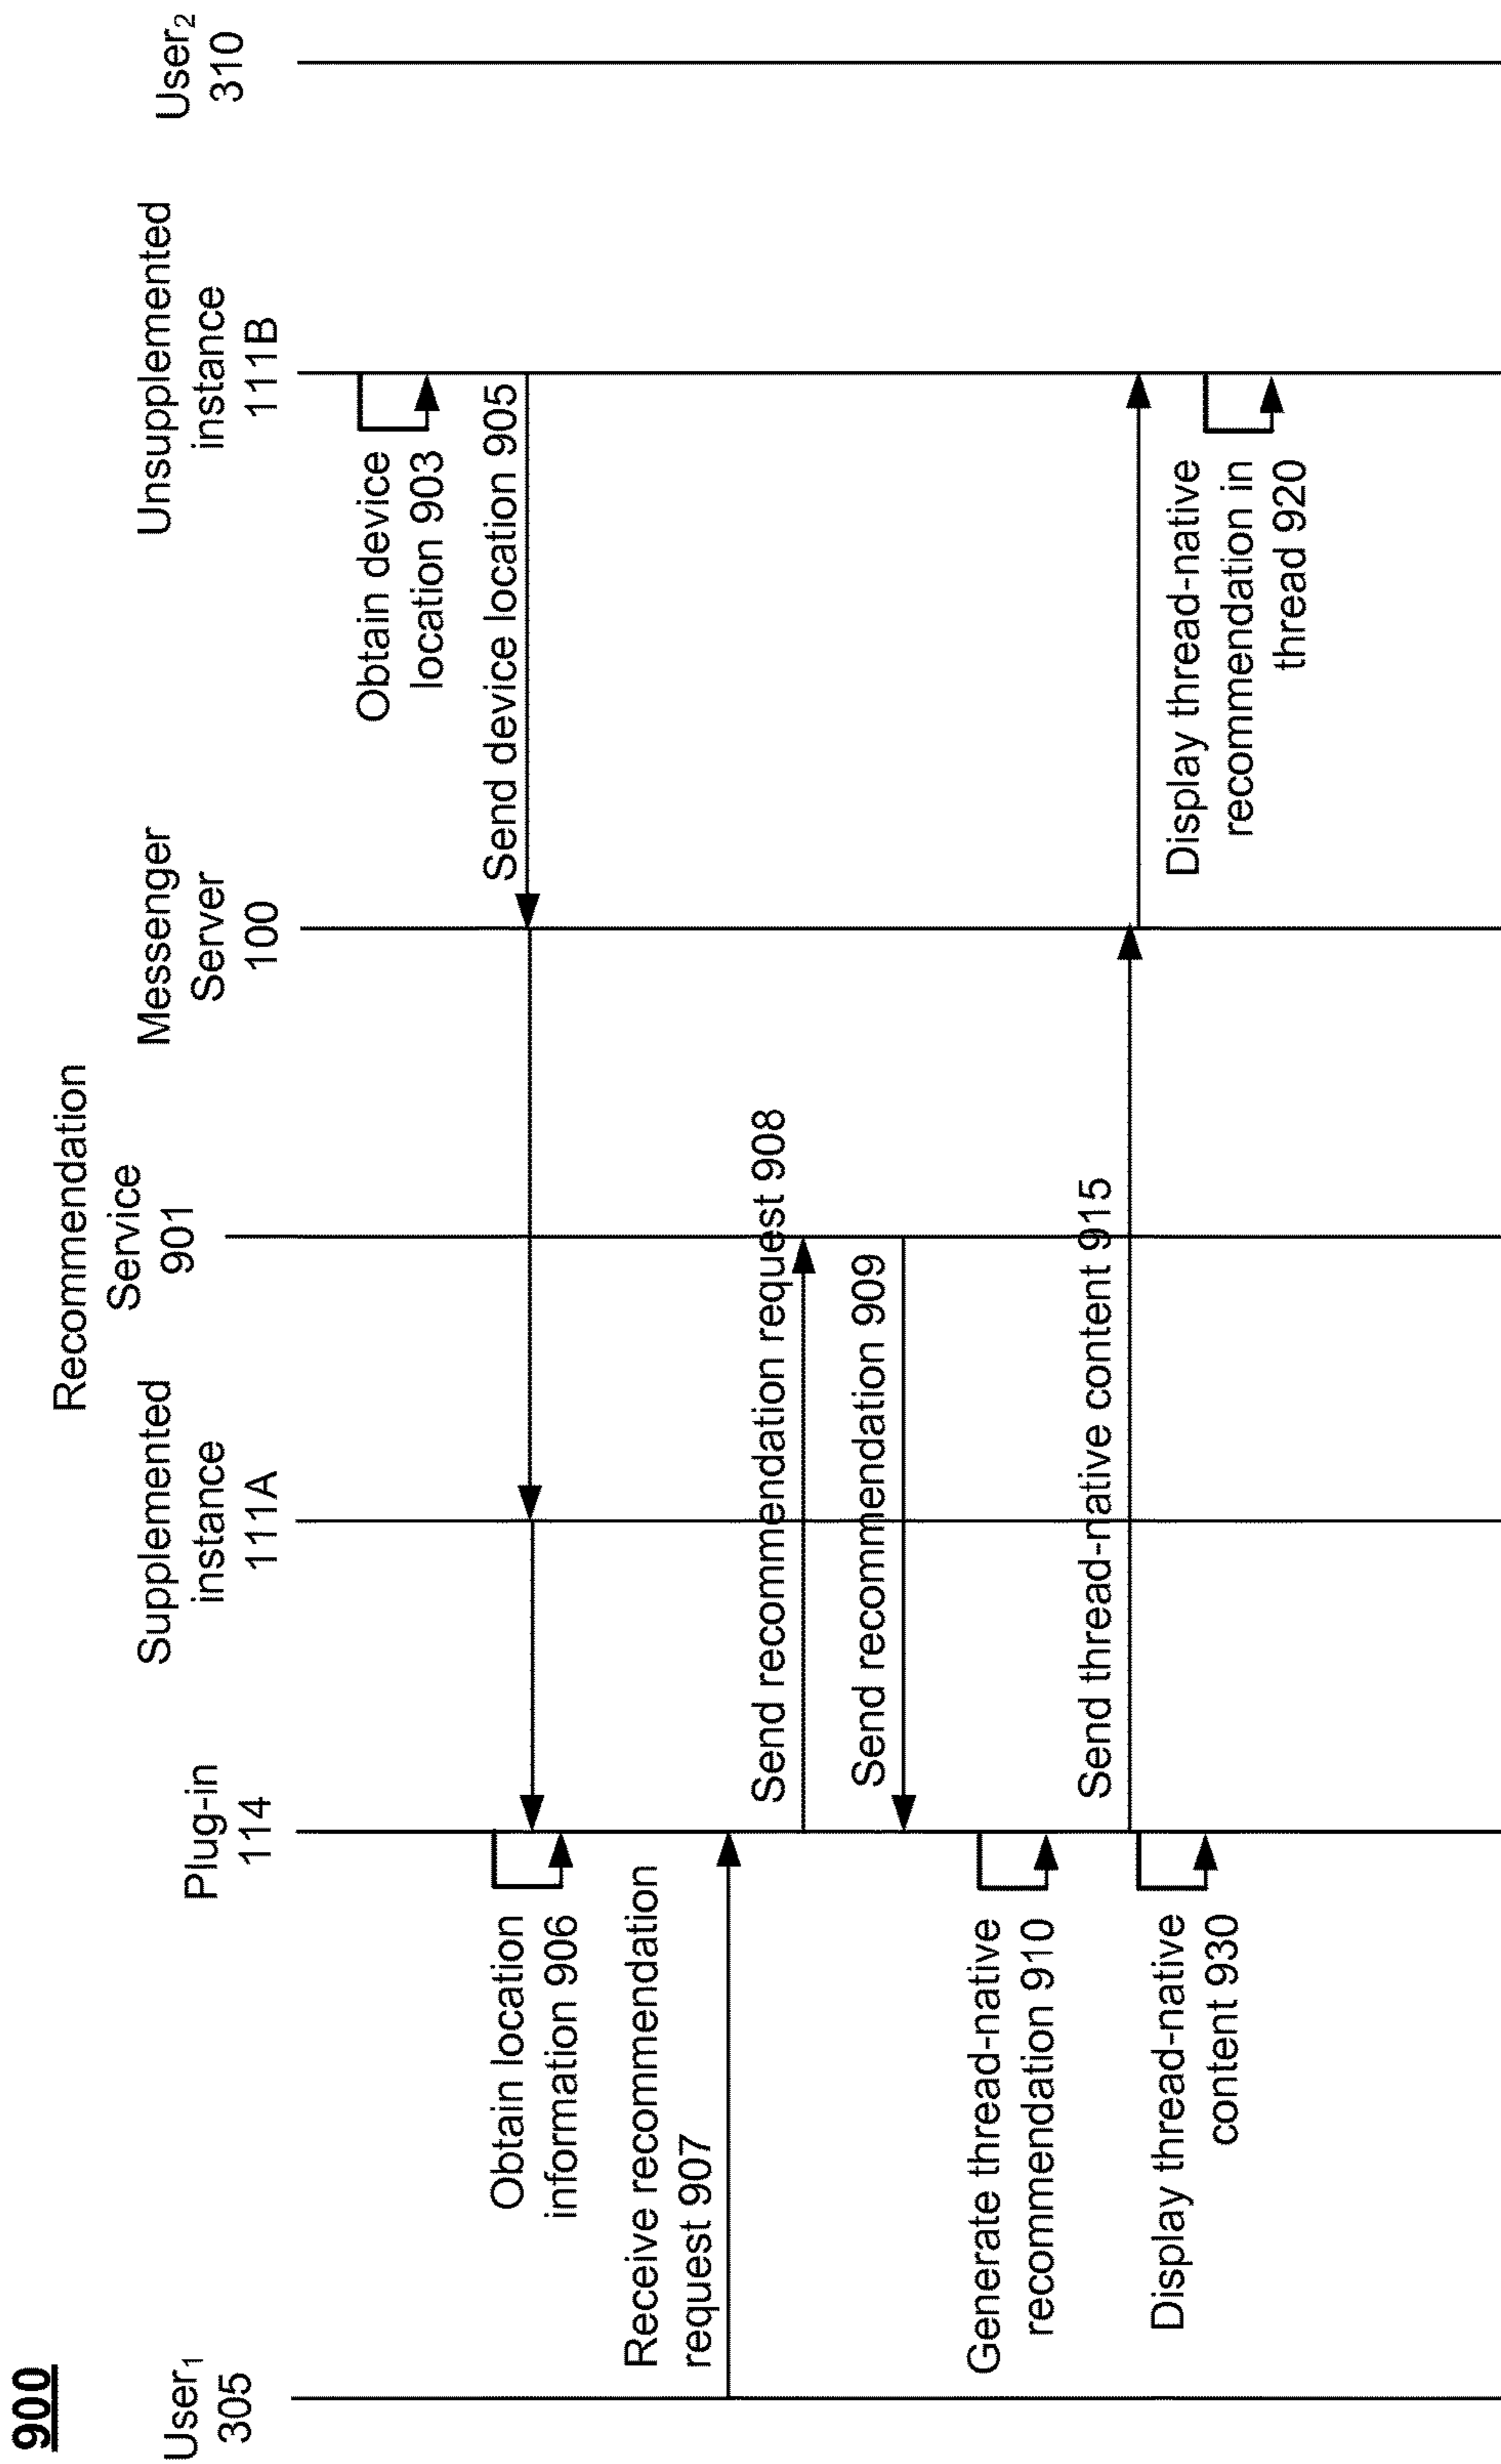 900
User₁
305
Plug-in
114
Supplemented
instance
111A
Recommendation
Service
901
Messenger
Server
100
Unsupplemented
instance
111B
User₂
310
Obtain device
location 903
Send device location 905
Obtain location
information 906
Receive recommendation
request 907
Send recommendation request 908
Send recommendation 909
Generate thread-native
recommendation 910
Send thread-native content 915
Display thread-native
content 930
Display thread-native
recommendation in
thread 920